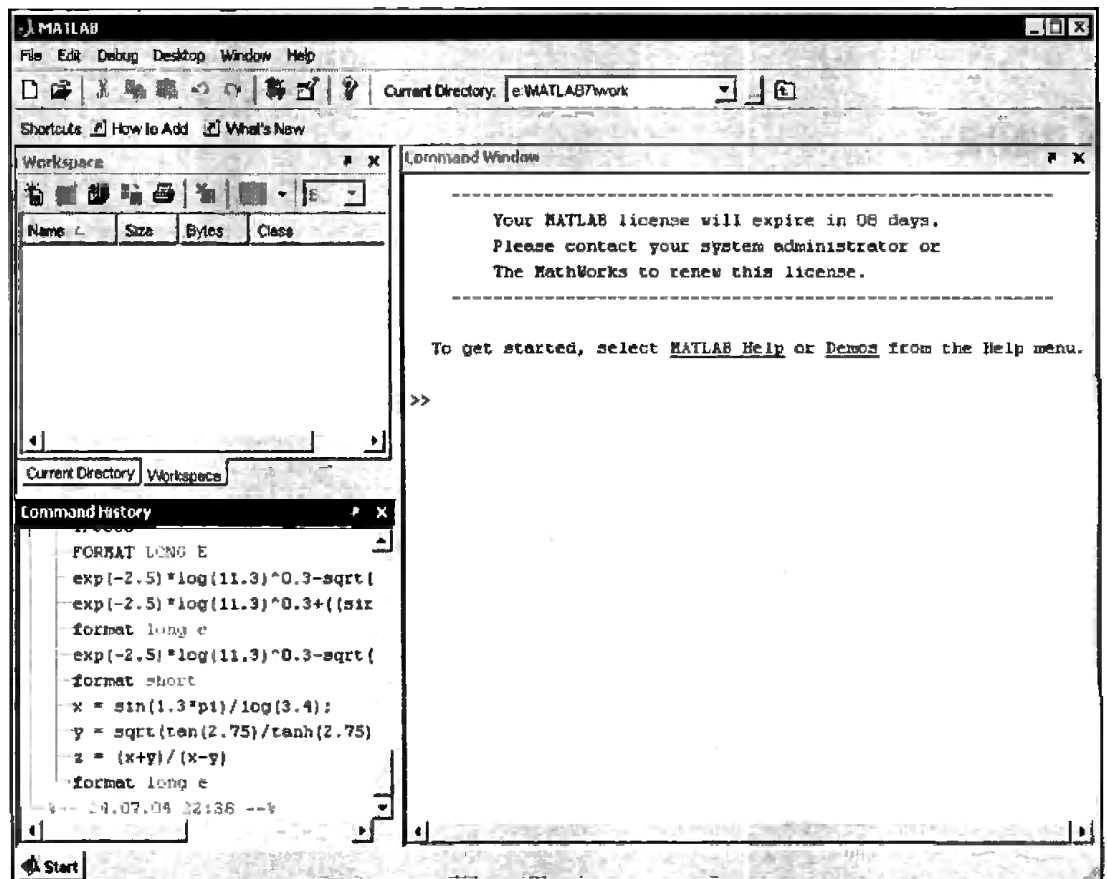 MATLAB
File Edit Debug Desktop Window Help
Current Directory: e:\MATLAB7\work
Shortcuts How to Add What's New
Workspace
Name Size Bytes Class
Current Directory Workspace
Command History
FORMAT LONG E
exp(-2.5)*log(11.3)^0.3-sqrt(
exp(-2.5)*log(11.3)^0.3+((sin
format long e
exp(-2.5)*log(11.3)^0.3-sqrt(
format short
x = sin(1.3*pi)/log(3.4);
y = sqrt(tan(2.75)/tanh(2.75)
z = (x+y)/(x-y)
format long e
22:38 --%
Start
Command Window
Your MATLAB license will expire in 08 days.
Please contact your system administrator or
The MathWorks to renew this license.
To get started, select MATLAB Help or Demos from the Help menu.
>>